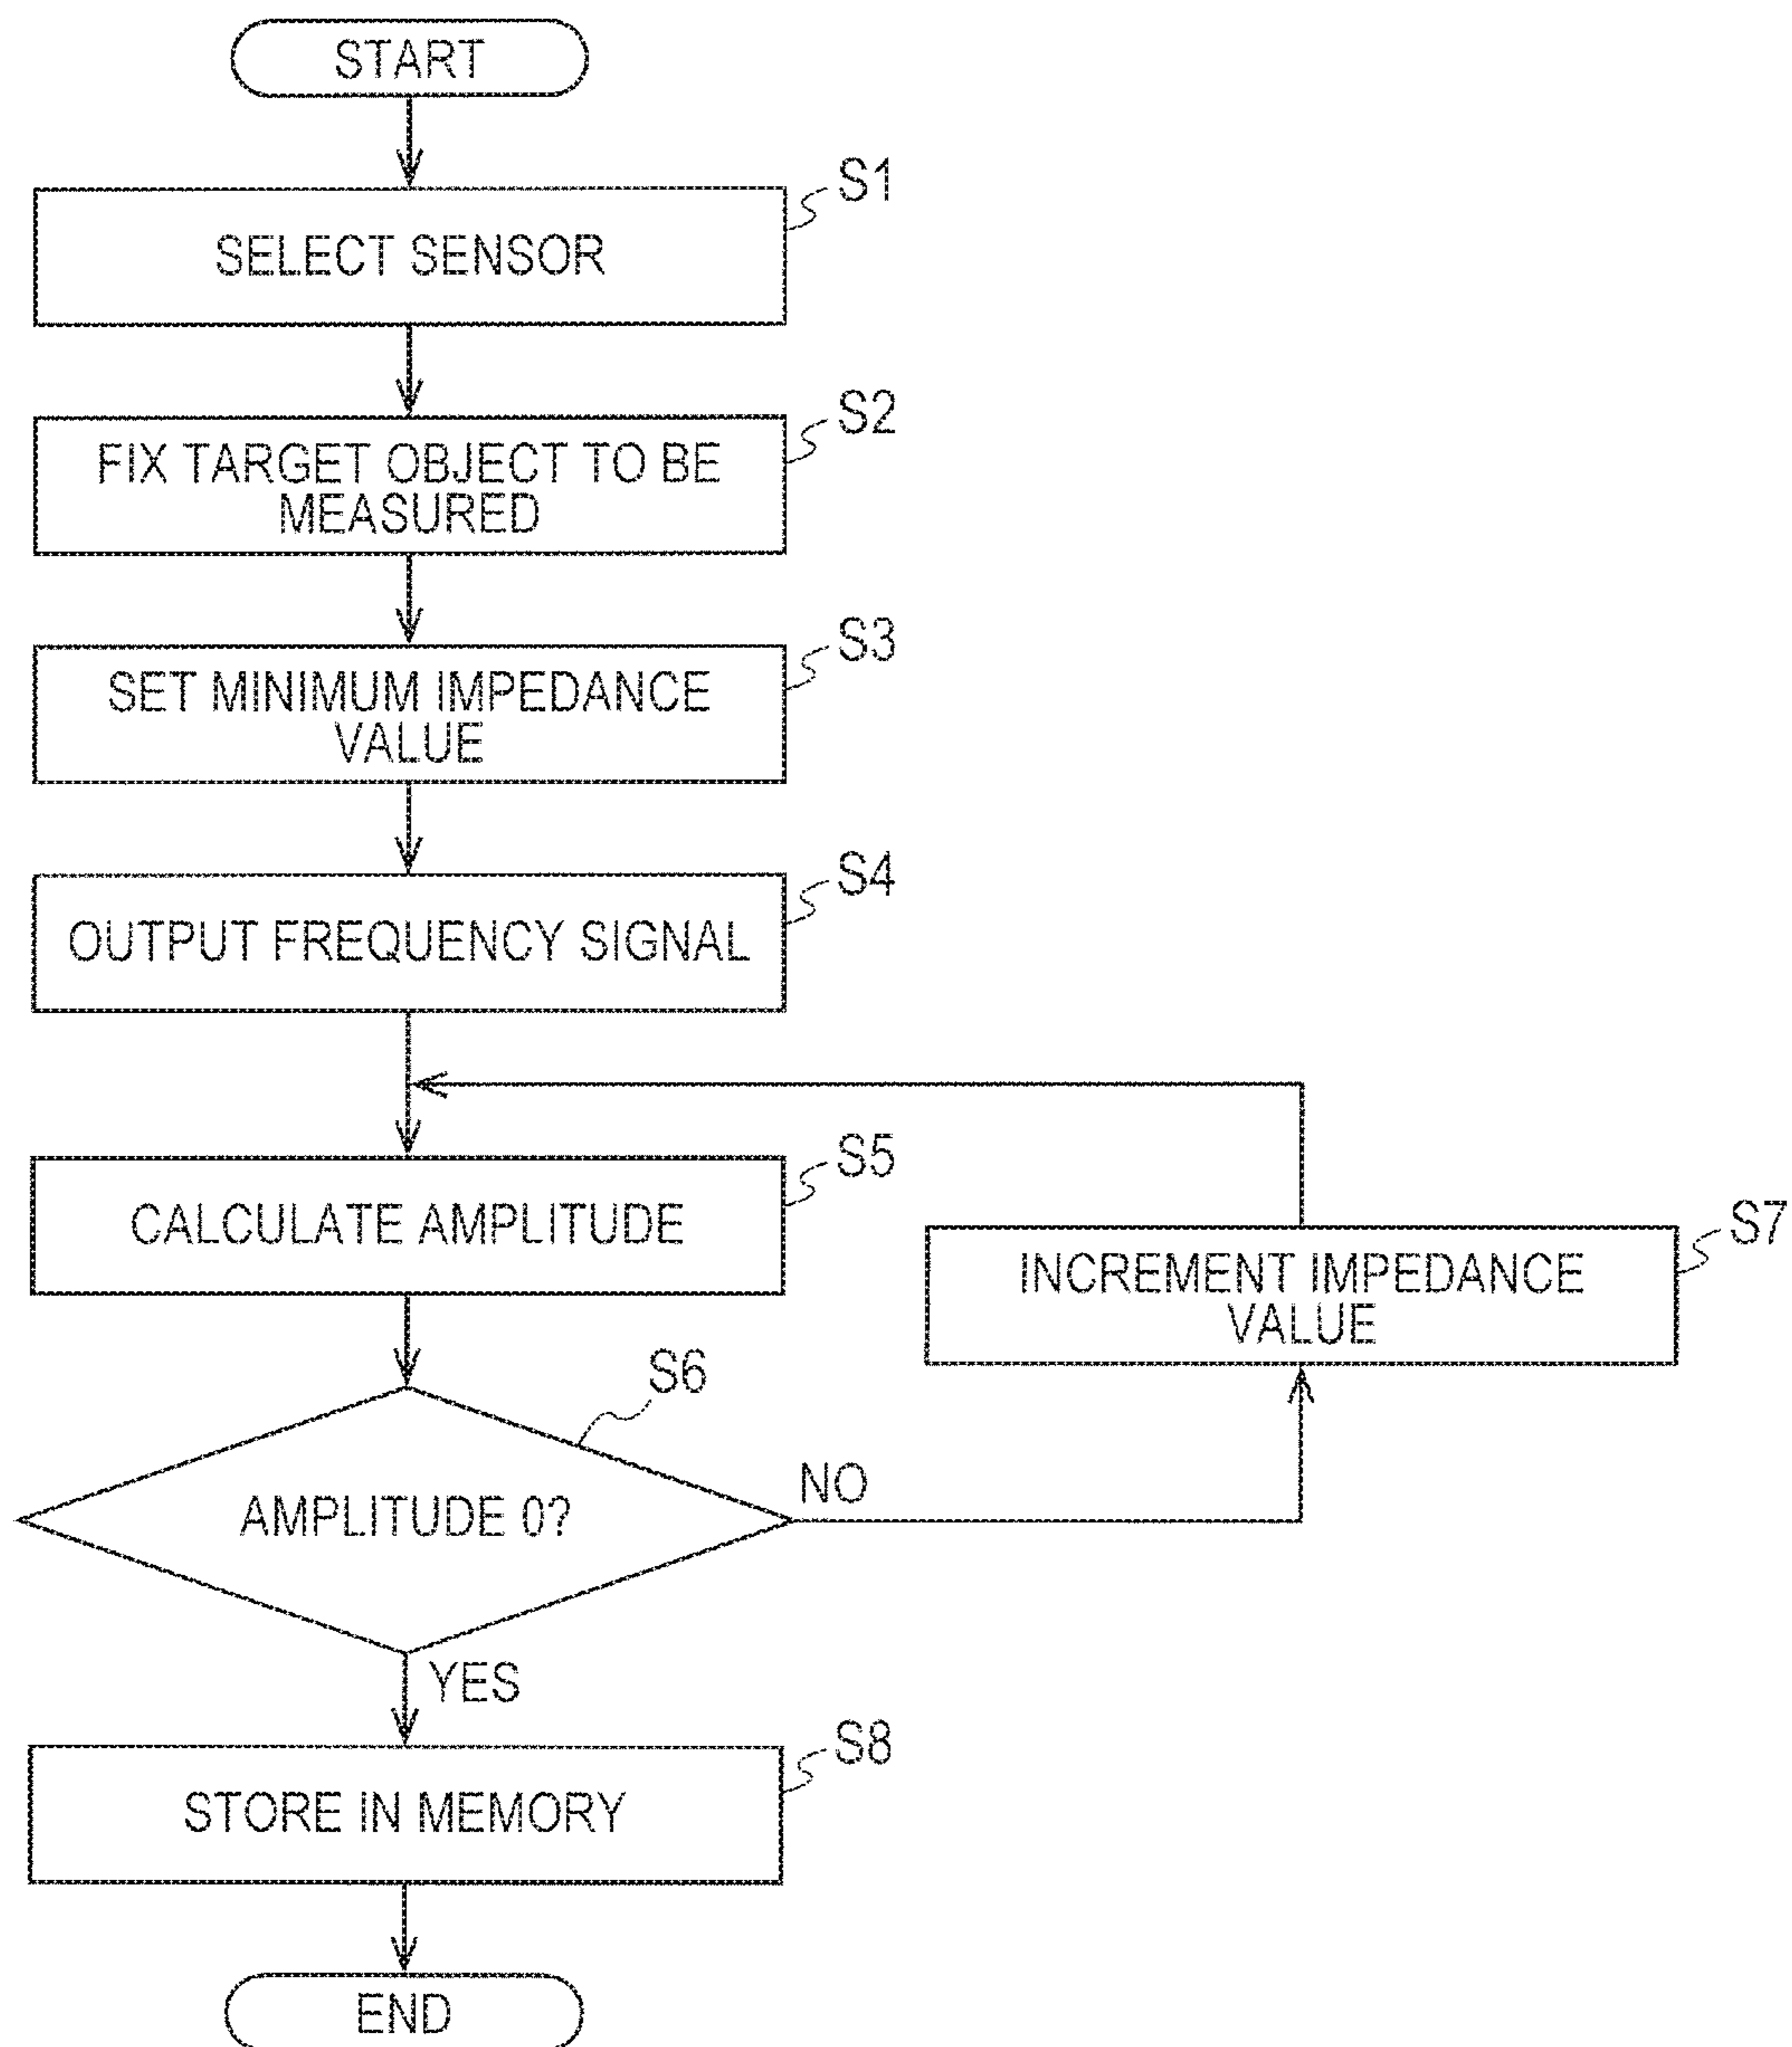 START
S1
SELECT SENSOR
S2
FIX TARGET OBJECT TO BE
MEASURED
S3
SET MINIMUM IMPEDANCE
VALUE
S4
OUTPUT FREQUENCY SIGNAL
S5
CALCULATE AMPLITUDE
S7
INCREMENT IMPEDANCE
VALUE
S6
AMPLITUDE 0?
NO
YES
S8
STORE IN MEMORY
END